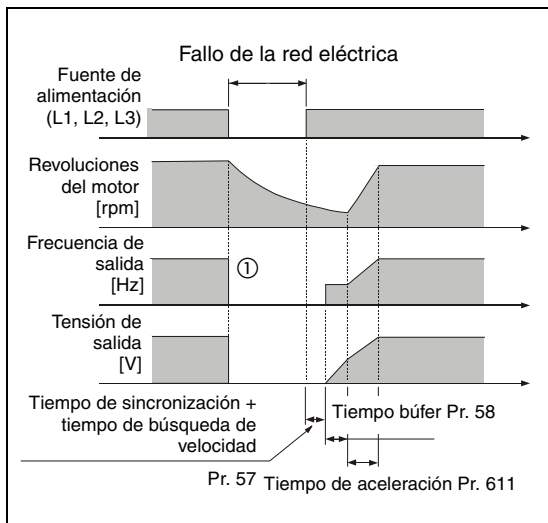 Fallo de la red eléctrica
Fuente de
alimentación
(L1, L2, L3)
Revoluciones
del motor
[rpm]
Frecuencia de
salida
[Hz]
①
Tensión de
salida
[V]
Tiempo de sincronización +
tiempo de búsqueda de
velocidad
Tiempo búfer Pr. 58
Pr. 57
Tiempo de aceleración Pr. 611